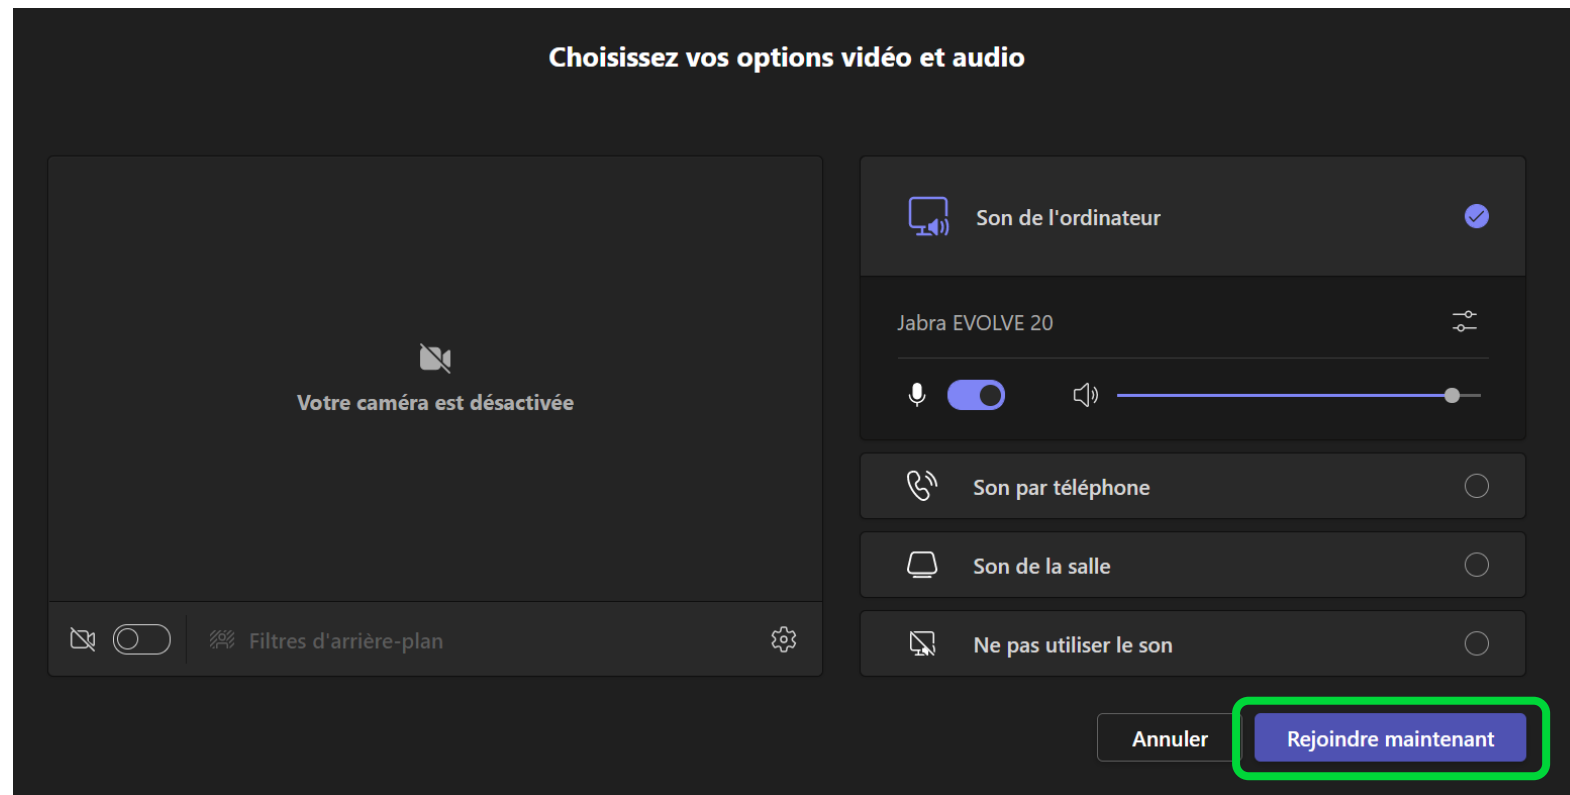 Choisissez vos options vidéo et audio
Votre caméra est désactivée
Filtres d'arrière-plan
Son de l'ordinateur
Jabra EVOLVE 20
Son par téléphone
Son de la salle
Ne pas utiliser le son
Annuler
Rejoindre maintenant